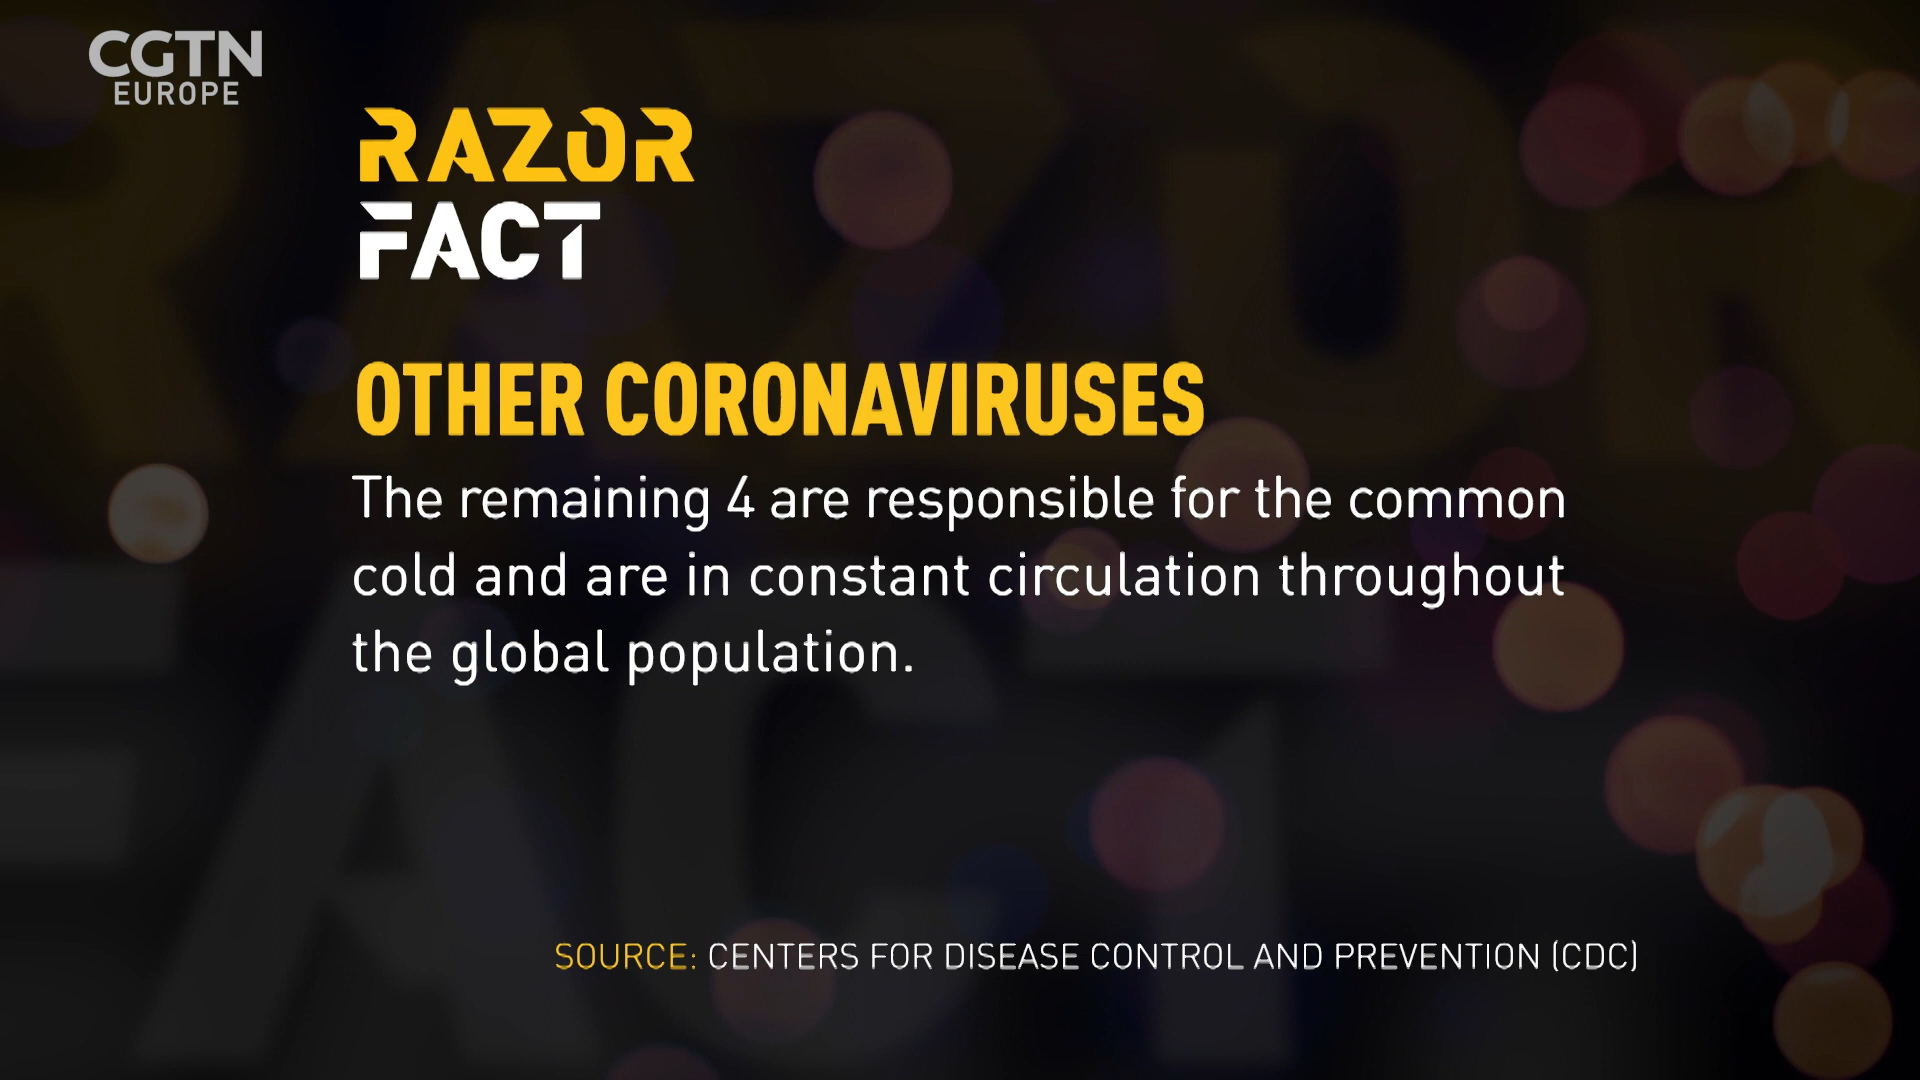 CGTN
EUROPE
RAZOR
FACT
OTHER CORONAVIRUSES
The remaining 4 are responsible for the common
cold and are in constant circulation throughout
the global population.
SOURCE: CENTERS FOR DISEASE CONTROL AND PREVENTION (CDC)